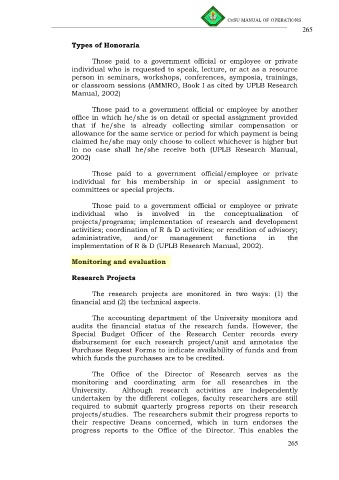 CvSU MANUAL OF OPERATIONS
265
Types of Honoraria
Those paid to a government official or employee or private
individual who is requested to speak, lecture, or act as a resource
person in seminars, workshops, conferences, symposia, trainings,
or classroom sessions (AMMRO, Book I as cited by UPLB Research
Manual, 2002)
Those paid to a government official or employee by another
office in which he/she is on detail or special assignment provided
that if he/she is already collecting similar compensation or
allowance for the same service or period for which payment is being
claimed he/she may only choose to collect whichever is higher but
in no case shall he/she receive both (UPLB Research Manual,
2002)
Those paid to a government official/employee or private
individual for his membership in or special assignment to
committees or special projects.
Those paid to a government official or employee or private
individual who is involved in the conceptualization of
projects/programs; implementation of research and development
activities; coordination of R & D activities; or rendition of advisory;
administrative, and/or management functions in the
implementation of R & D (UPLB Research Manual, 2002).
Monitoring and evaluation
Research Projects
The research projects are monitored in two ways: (1) the
financial and (2) the technical aspects.
The accounting department of the University monitors and
audits the financial status of the research funds. However, the
Special Budget Officer of the Research Center records every
disbursement for each research project/unit and annotates the
Purchase Request Forms to indicate availability of funds and from
which funds the purchases are to be credited.
The Office of the Director of Research serves as the
monitoring and coordinating arm for all researches in the
University. Although research activities are independently
undertaken by the different colleges, faculty researchers are still
required to submit quarterly progress reports on their research
projects/studies. The researchers submit their progress reports to
their respective Deans concerned, which in turn endorses the
progress reports to the Office of the Director. This enables the
265